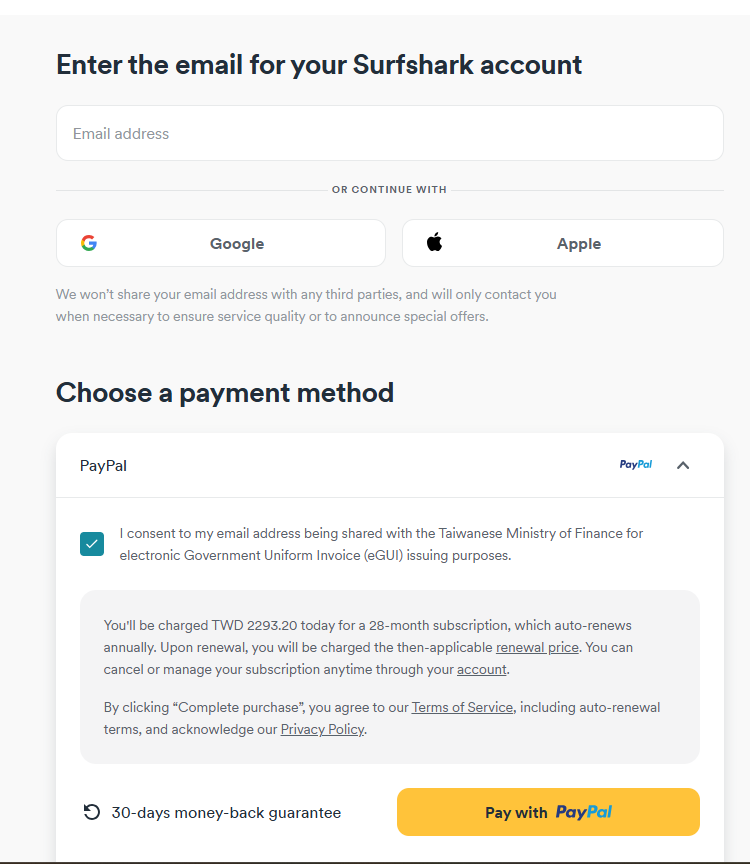 Enter the email for your Surfshark account
Email address
OR CONTINUE WITH
Google
Apple
We won’t share your email address with any third parties, and will only contact you
when necessary to ensure service quality or to announce special offers.
Choose a payment method
PayPal
PayPal
I consent to my email address being shared with the Taiwanese Ministry of Finance for
electronic Government Uniform Invoice (eGUI) issuing purposes.
You'll be charged TWD 2293.20 today for a 28-month subscription, which auto-renews
annually. Upon renewal, you will be charged the then-applicable renewal price. You can
cancel or manage your subscription anytime through your account.
By clicking “Complete purchase”, you agree to our Terms of Service, including auto-renewal
terms, and acknowledge our Privacy Policy.
30-days money-back guarantee
Pay with PayPal